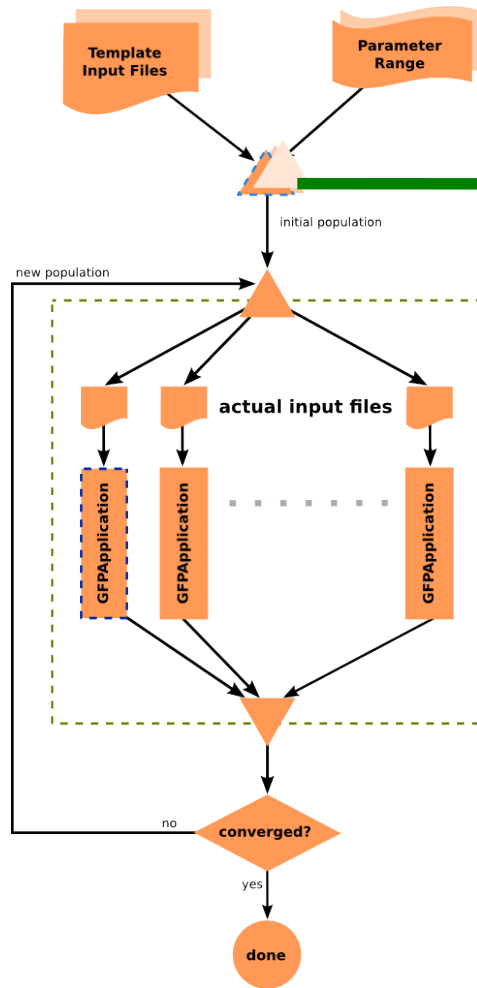 Template
Input Files
Parameter
Range
initial population
new population
actual input files
GFPApplication
GFPApplication
GFPApplication
converged?
no
yes
done